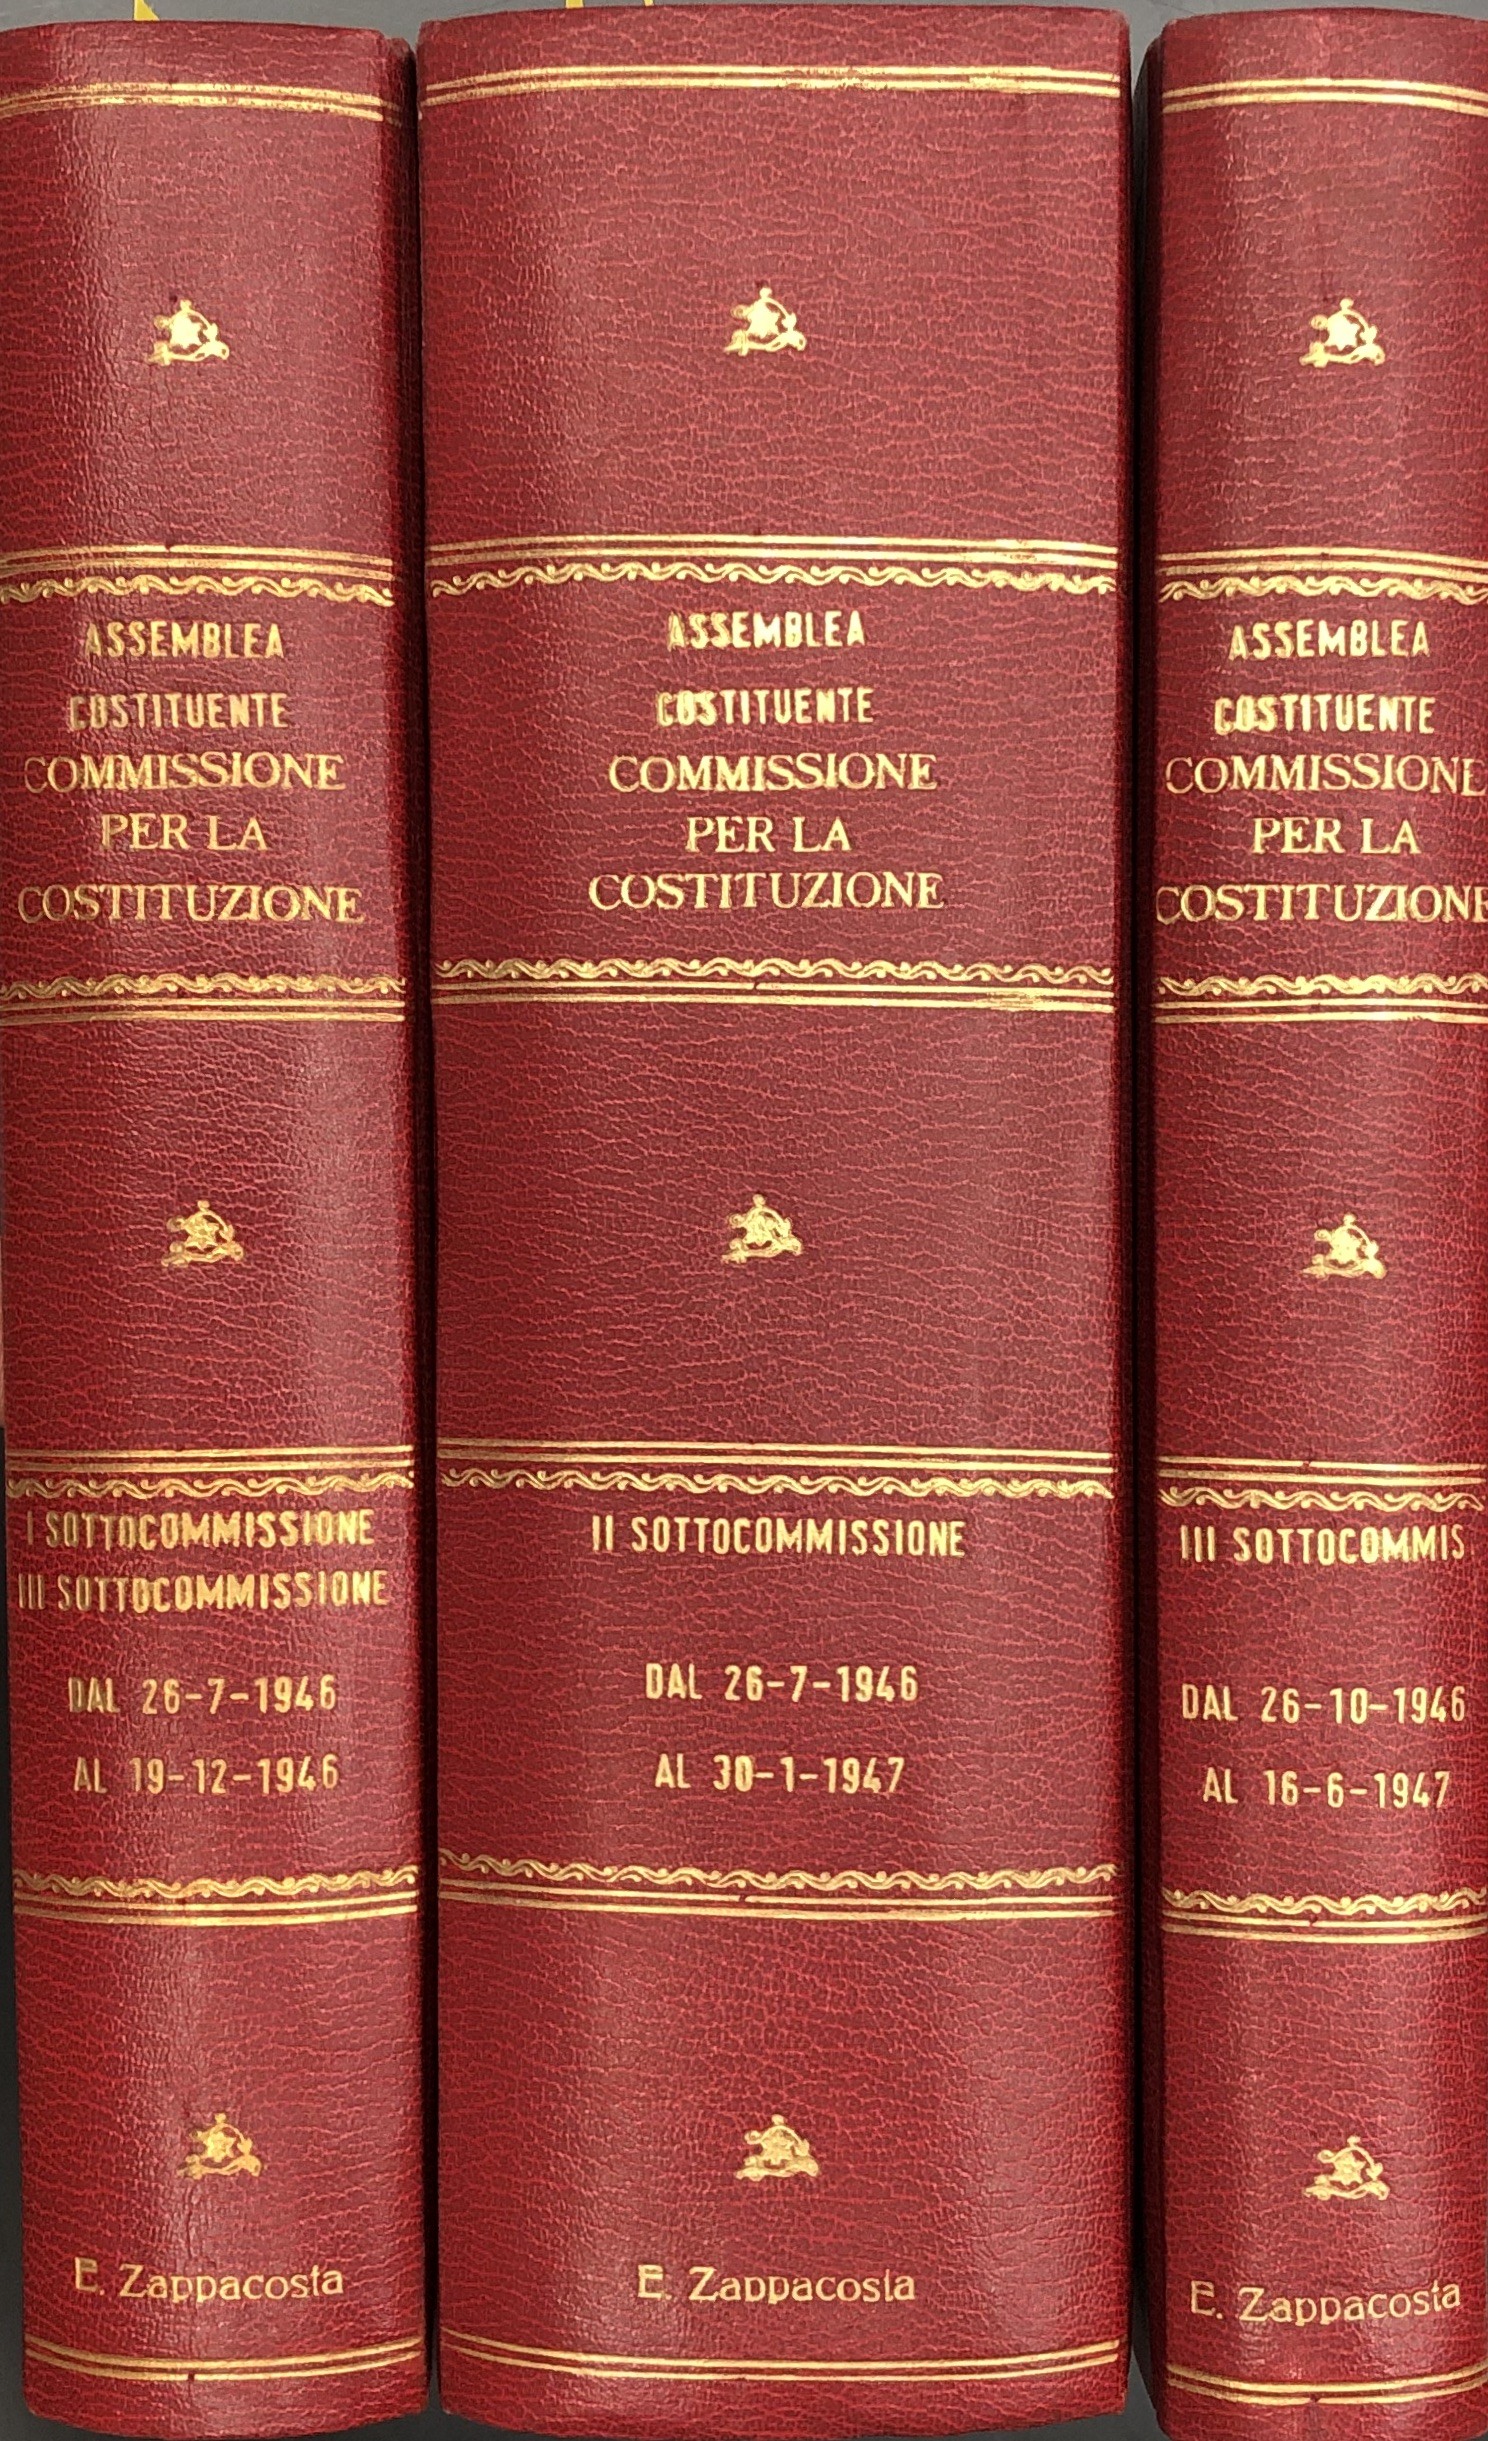 ASSEMBLEA
COSTITUENTE
COMMISSIONE
PER LA
COSTITUZIONE
I SOTTOCOMMISSIONE
III SOTTOCOMMISSIONE
DAL 26-7-1946
AL 19-12-1946
E. Zappacosta
ASSEMBLEA
COSTITUENTE
COMMISSIONE
PER LA
COSTITUZIONE
II SOTTOCOMMISSIONE
DAL 26-7-1946
AL 30-1-1947
E. Zappacosta
ASSEMBLEA
COSTITUENTE
COMMISSIONE
PER LA
COSTITUZIONE
III SOTTOCOMMIS
DAL 26-10-1946
AL 16-6-1947
E. Zappacosta